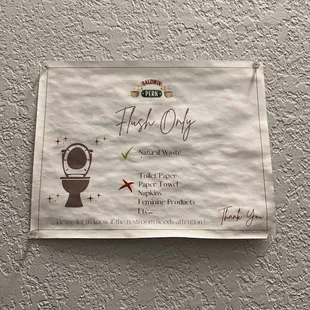 BALDWIN
PERK
Flush Only
Natural Waste
Toilet Paper
Paper Towel
Napkins
Feminine Products
Etc...
Please let us know if the restroom needs attention!
Thank You